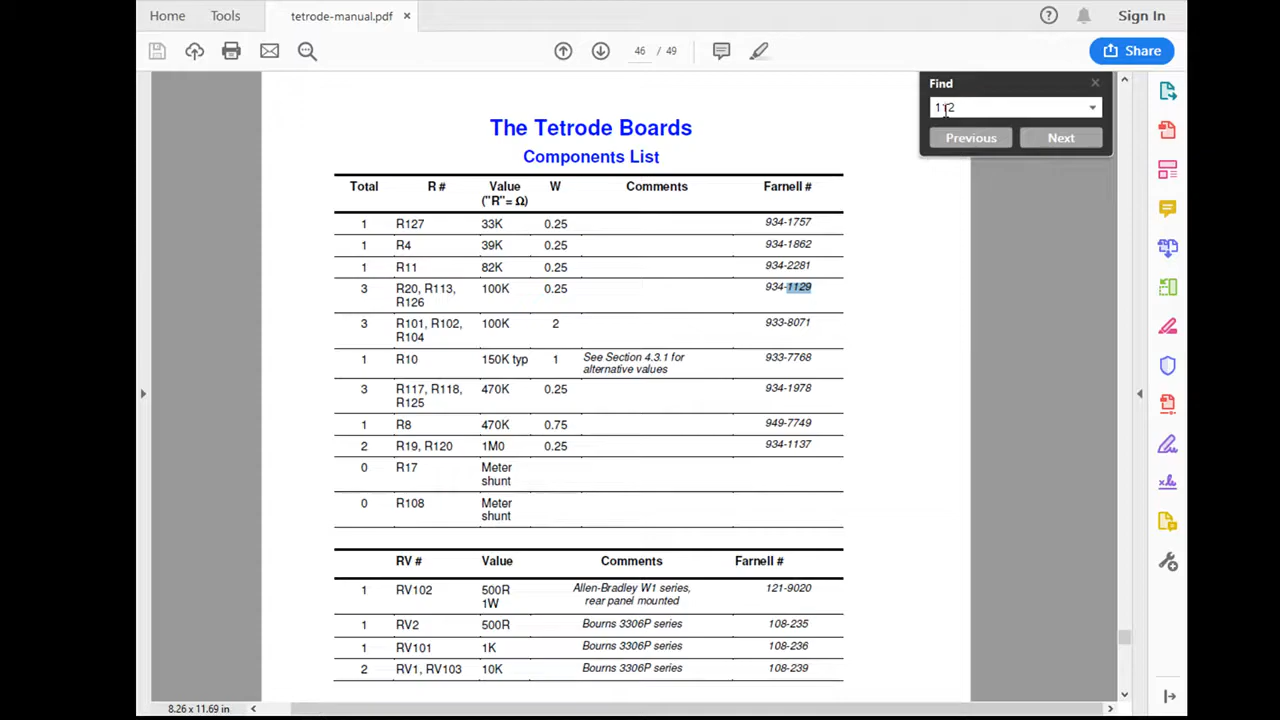 Home Tools tetrode-manual.pdf × Sign In
46 / 49 Share
Find
112
Previous Next
The Tetrode Boards
Components List
Total R # Value ("R"= Ω) W Comments Farnell #
1 R127 33K 0.25 934-1757
1 R4 39K 0.25 934-1862
1 R11 82K 0.25 934-2281
3 R20, R113, R126 100K 0.25 934-1129
3 R101, R102, R104 100K 2 933-8071
1 R10 150K typ 1 See Section 4.3.1 for alternative values 933-7768
3 R117, R118, R125 470K 0.25 934-1978
1 R8 470K 0.75 949-7749
2 R19, R120 1M0 0.25 934-1137
0 R17 Meter shunt
0 R108 Meter shunt
RV # Value Comments Farnell #
1 RV102 500R 1W Allen-Bradley W1 series, rear panel mounted 121-9020
1 RV2 500R Bourns 3306P series 108-235
1 RV101 1K Bourns 3306P series 108-236
2 RV1, RV103 10K Bourns 3306P series 108-239
8.26 x 11.69 in